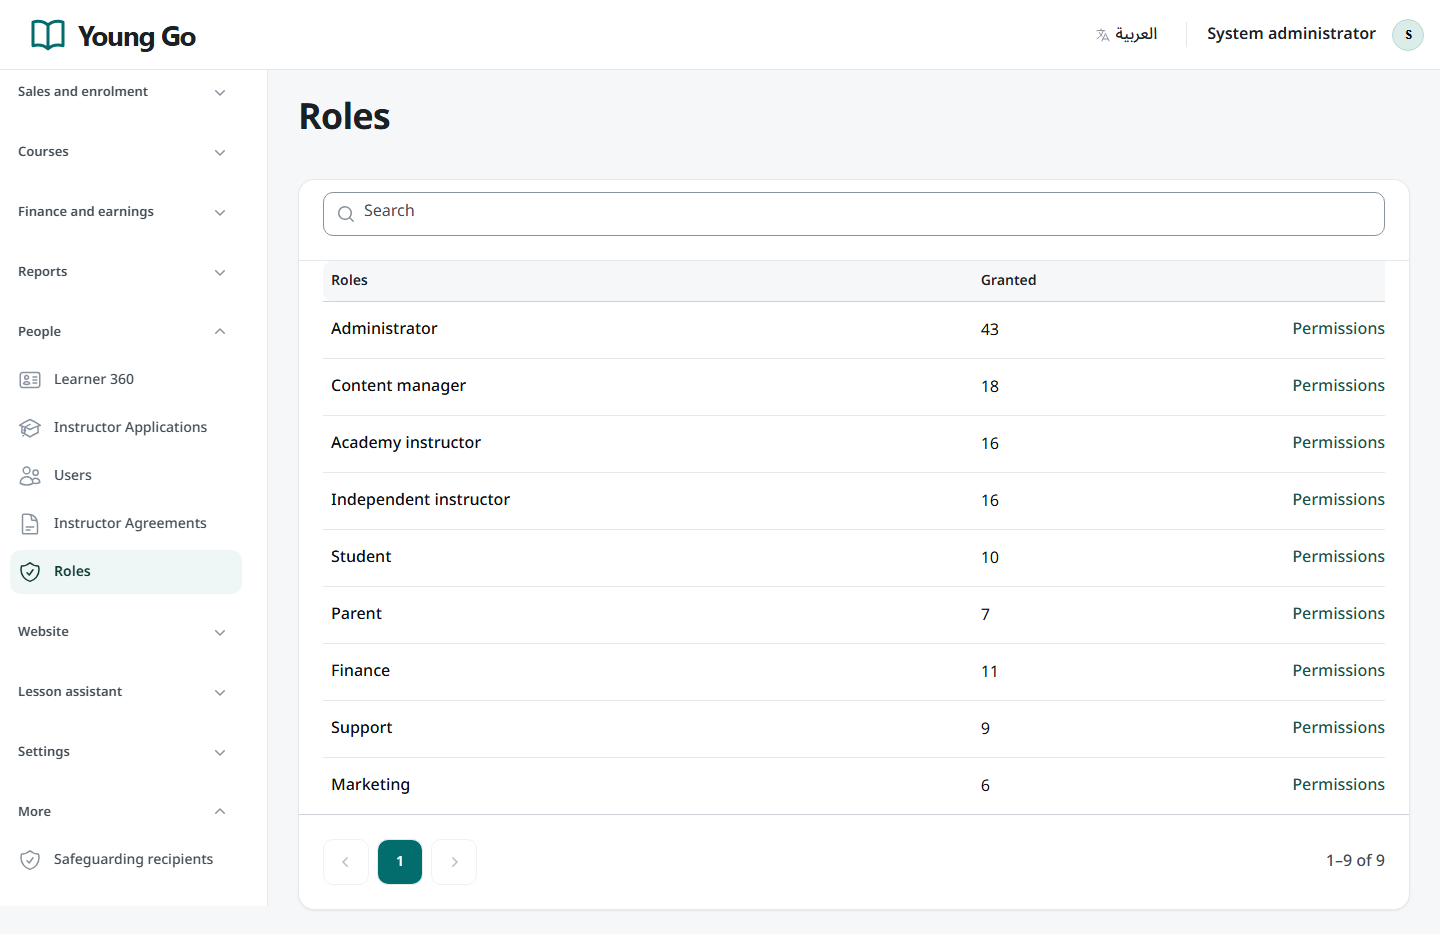 Young Go
العربية
System administrator
S
Sales and enrolment
Courses
Finance and earnings
Reports
People
Learner 360
Instructor Applications
Users
Instructor Agreements
Roles
Website
Lesson assistant
Settings
More
Safeguarding recipients
Roles
Search
Roles Granted
Administrator 43 Permissions
Content manager 18 Permissions
Academy instructor 16 Permissions
Independent instructor 16 Permissions
Student 10 Permissions
Parent 7 Permissions
Finance 11 Permissions
Support 9 Permissions
Marketing 6 Permissions
1
1–9 of 9